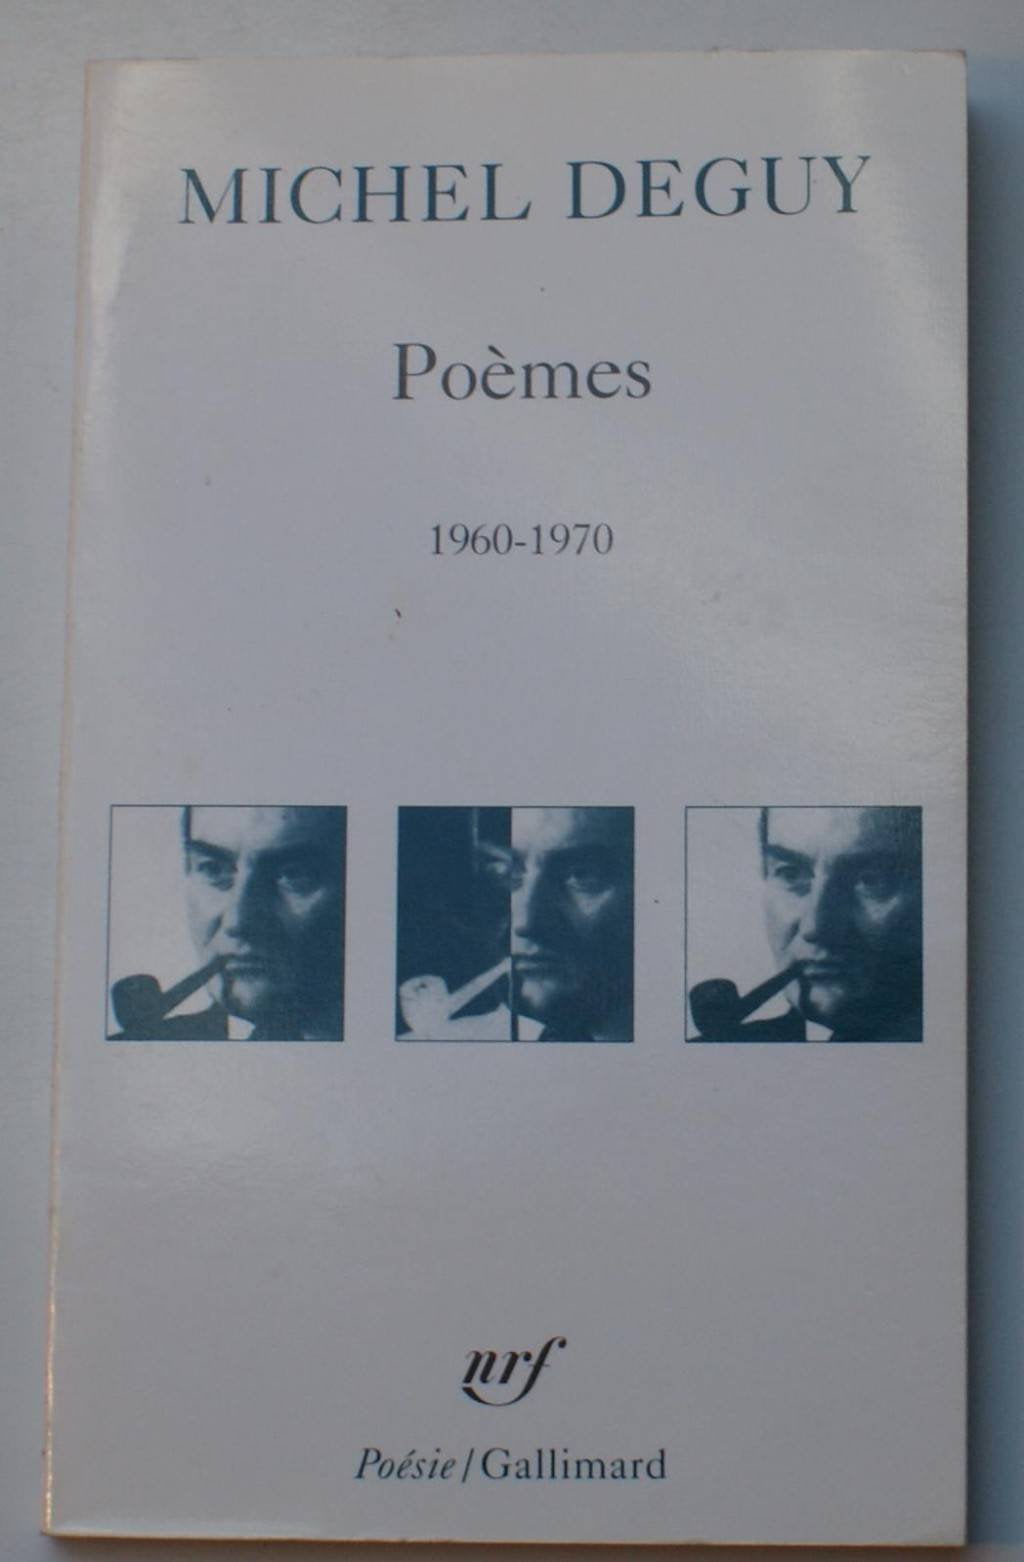 MICHEL DEGUY
Poèmes
1960-1970
nrf
Poésie/Gallimard